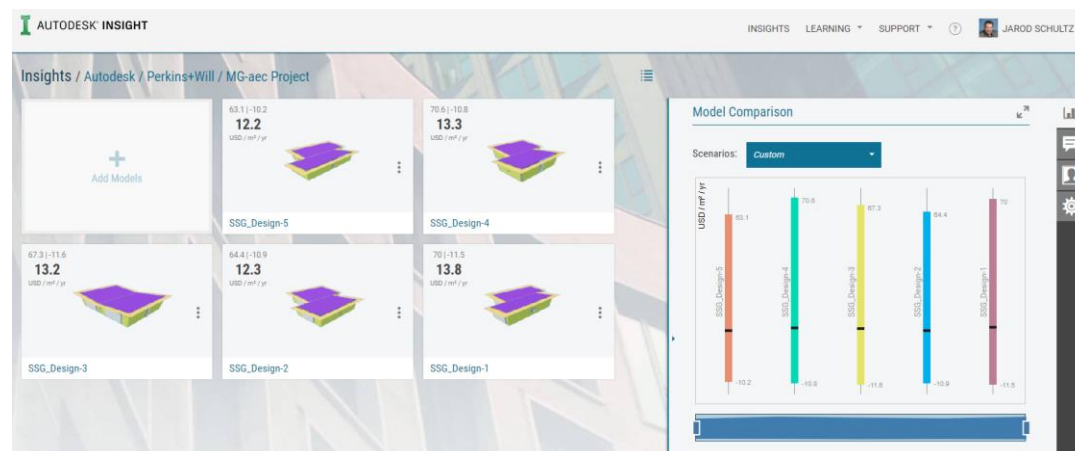 AUTODESK® INSIGHT
INSIGHTS LEARNING SUPPORT ? JAROD SCHULTZ
Insights / Autodesk / Perkins+Will / MG-aec Project
+
Add Models
63.1 | -10.2
12.2
USD / m² / yr
SSG_Design-5
70.6 | -10.8
13.3
USD / m² / yr
SSG_Design-4
67.3 | -11.6
13.2
USD / m² / yr
SSG_Design-3
64.4 | -10.9
12.3
USD / m² / yr
SSG_Design-2
70 | -11.5
13.8
USD / m² / yr
SSG_Design-1
Model Comparison
Scenarios: Custom
USD / m² / yr
63.1
SSG_Design-5
-10.2
70.6
SSG_Design-4
-10.8
67.3
SSG_Design-3
-11.6
64.4
SSG_Design-2
-10.9
70
SSG_Design-1
-11.5